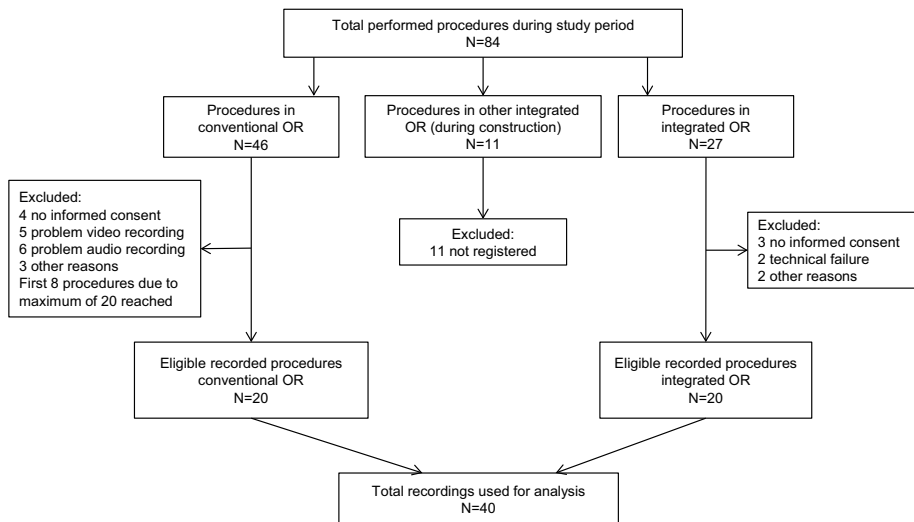 Total performed procedures during study period
N=84
Procedures in
conventional OR
N=46
Procedures in other integrated
OR (during construction)
N=11
Procedures in
integrated OR
N=27
Excluded:
4 no informed consent
5 problem video recording
6 problem audio recording
3 other reasons
First 8 procedures due to
maximum of 20 reached
Excluded:
11 not registered
Excluded:
3 no informed consent
2 technical failure
2 other reasons
Eligible recorded procedures
conventional OR
N=20
Eligible recorded procedures
integrated OR
N=20
Total recordings used for analysis
N=40